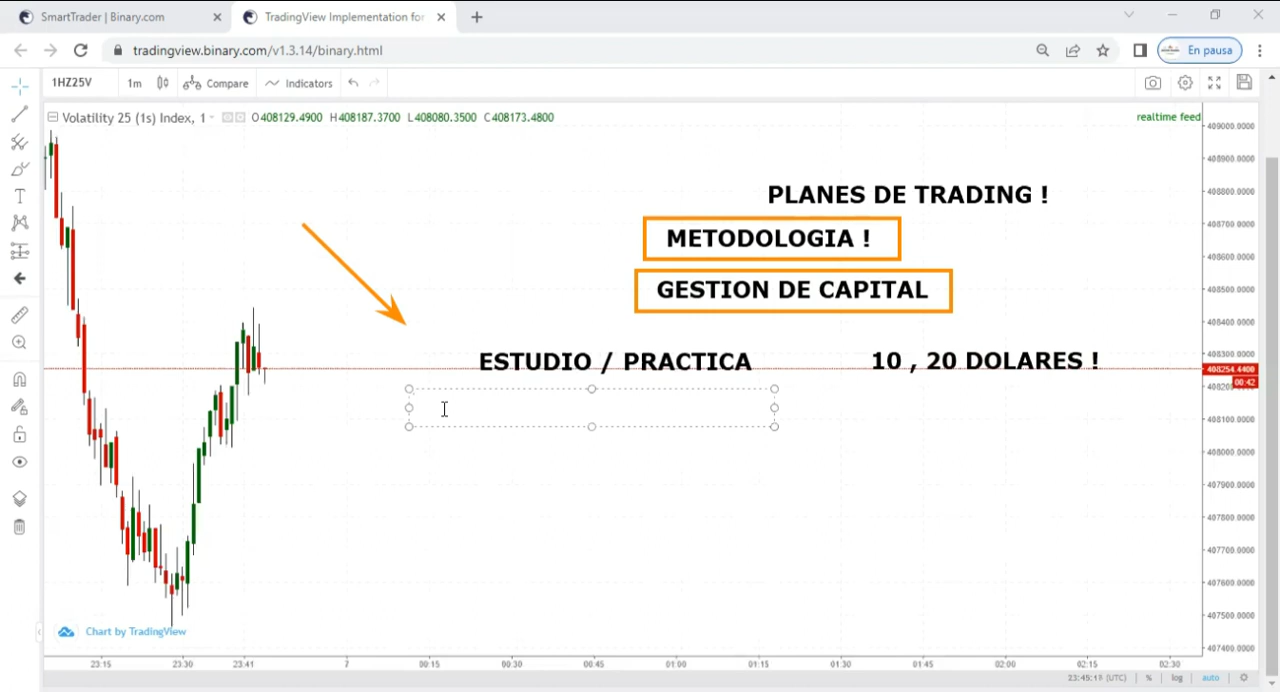 SmartTrader | Binary.com
TradingView Implementation for
tradingview.binary.com/v1.3.14/binary.html
En pausa
1HZ25V
1m
Compare
Indicators
Volatility 25 (1s) Index, 1
O408129.4900 H408187.3700 L408080.3500 C408173.4800
realtime feed
PLANES DE TRADING !
METODOLOGIA !
GESTION DE CAPITAL
ESTUDIO / PRACTICA
10 , 20 DOLARES !
409000.0000
408900.0000
408800.0000
408700.0000
408600.0000
408500.0000
408400.0000
408300.0000
408254.4400
00:42
408100.0000
408000.0000
407900.0000
407800.0000
407700.0000
407600.0000
407500.0000
407400.0000
Chart by TradingView
23:15 23:30 23:41 7 00:15 00:30 00:45 01:00 01:15 01:30 01:45 02:00 02:15 02:30
23:45:19 (UTC) % log auto